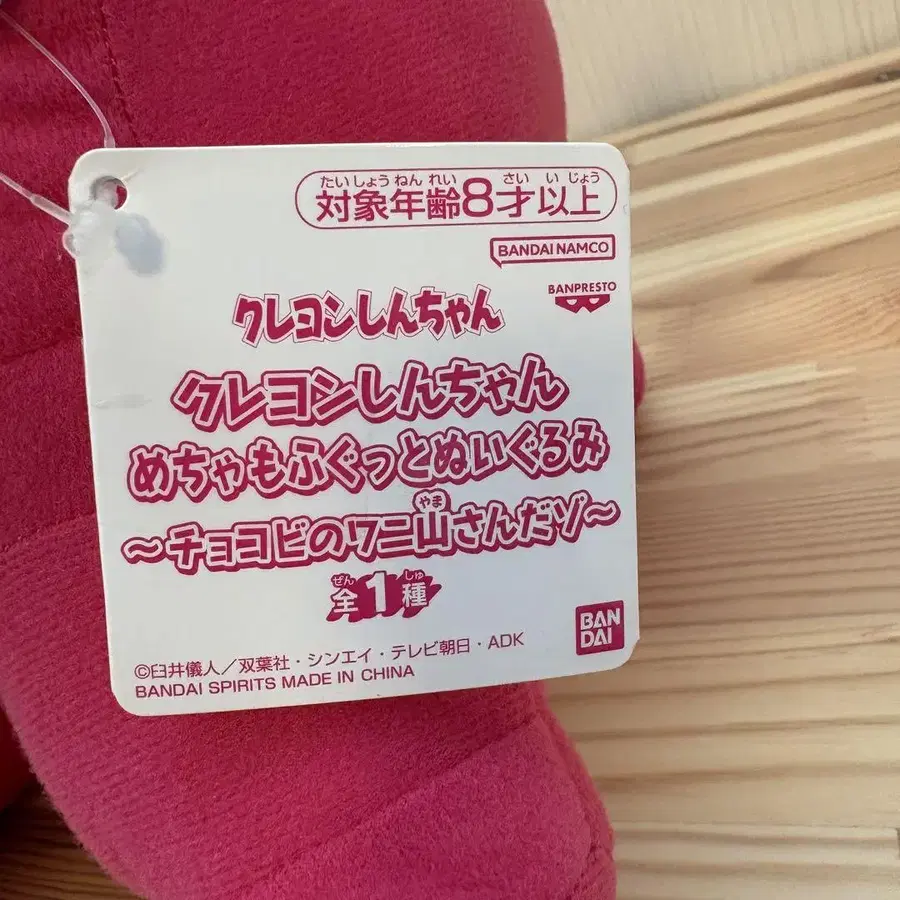 たいしょうねんれい さいいじょう
対象年齢8才以上
BANDAI NAMCO
BANPRESTO
クレヨンしんちゃん
クレヨンしんちゃん
めちゃもふぐっとぬいぐるみ
やま
～チョコビのワニ山さんだゾ～
ぜん しゅ
全1種
BAN
DAI
©臼井儀人／双葉社・シンエイ・テレビ朝日・ADK
BANDAI SPIRITS MADE IN CHINA